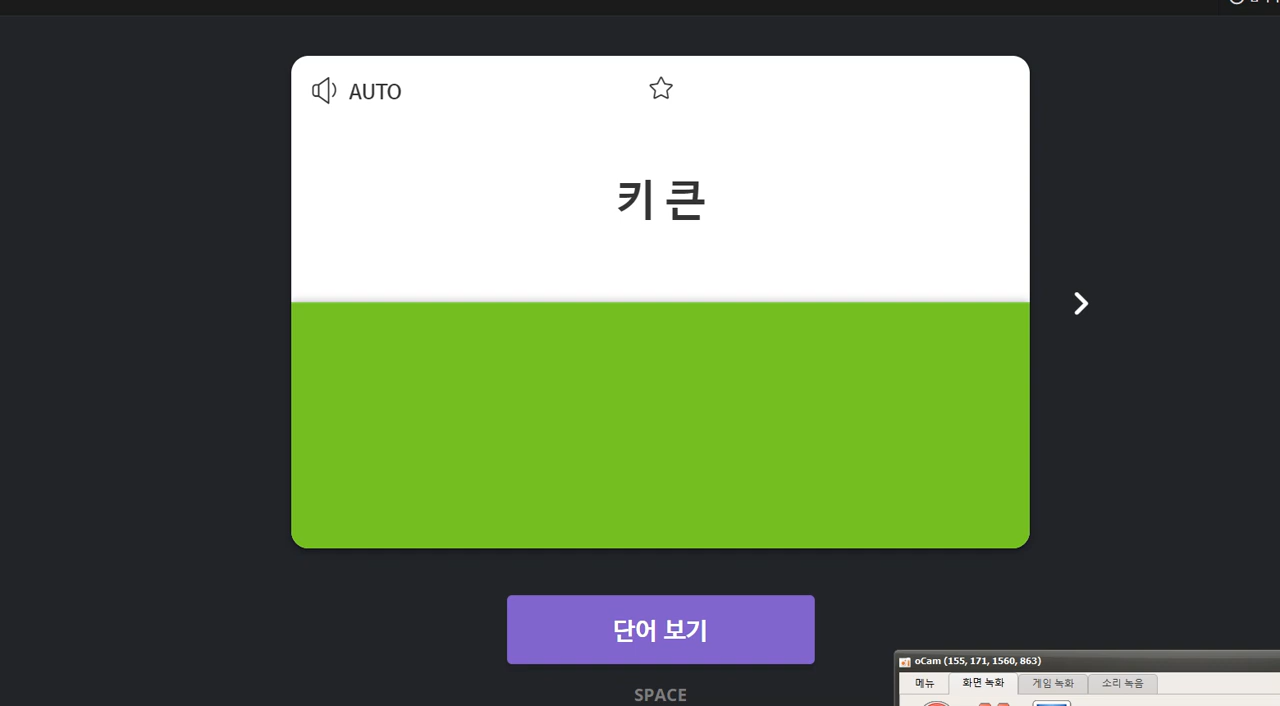 AUTO
키 큰
단어 보기
SPACE
oCam (155, 171, 1560, 863)
메뉴
화면 녹화
게임 녹화
소리 녹음